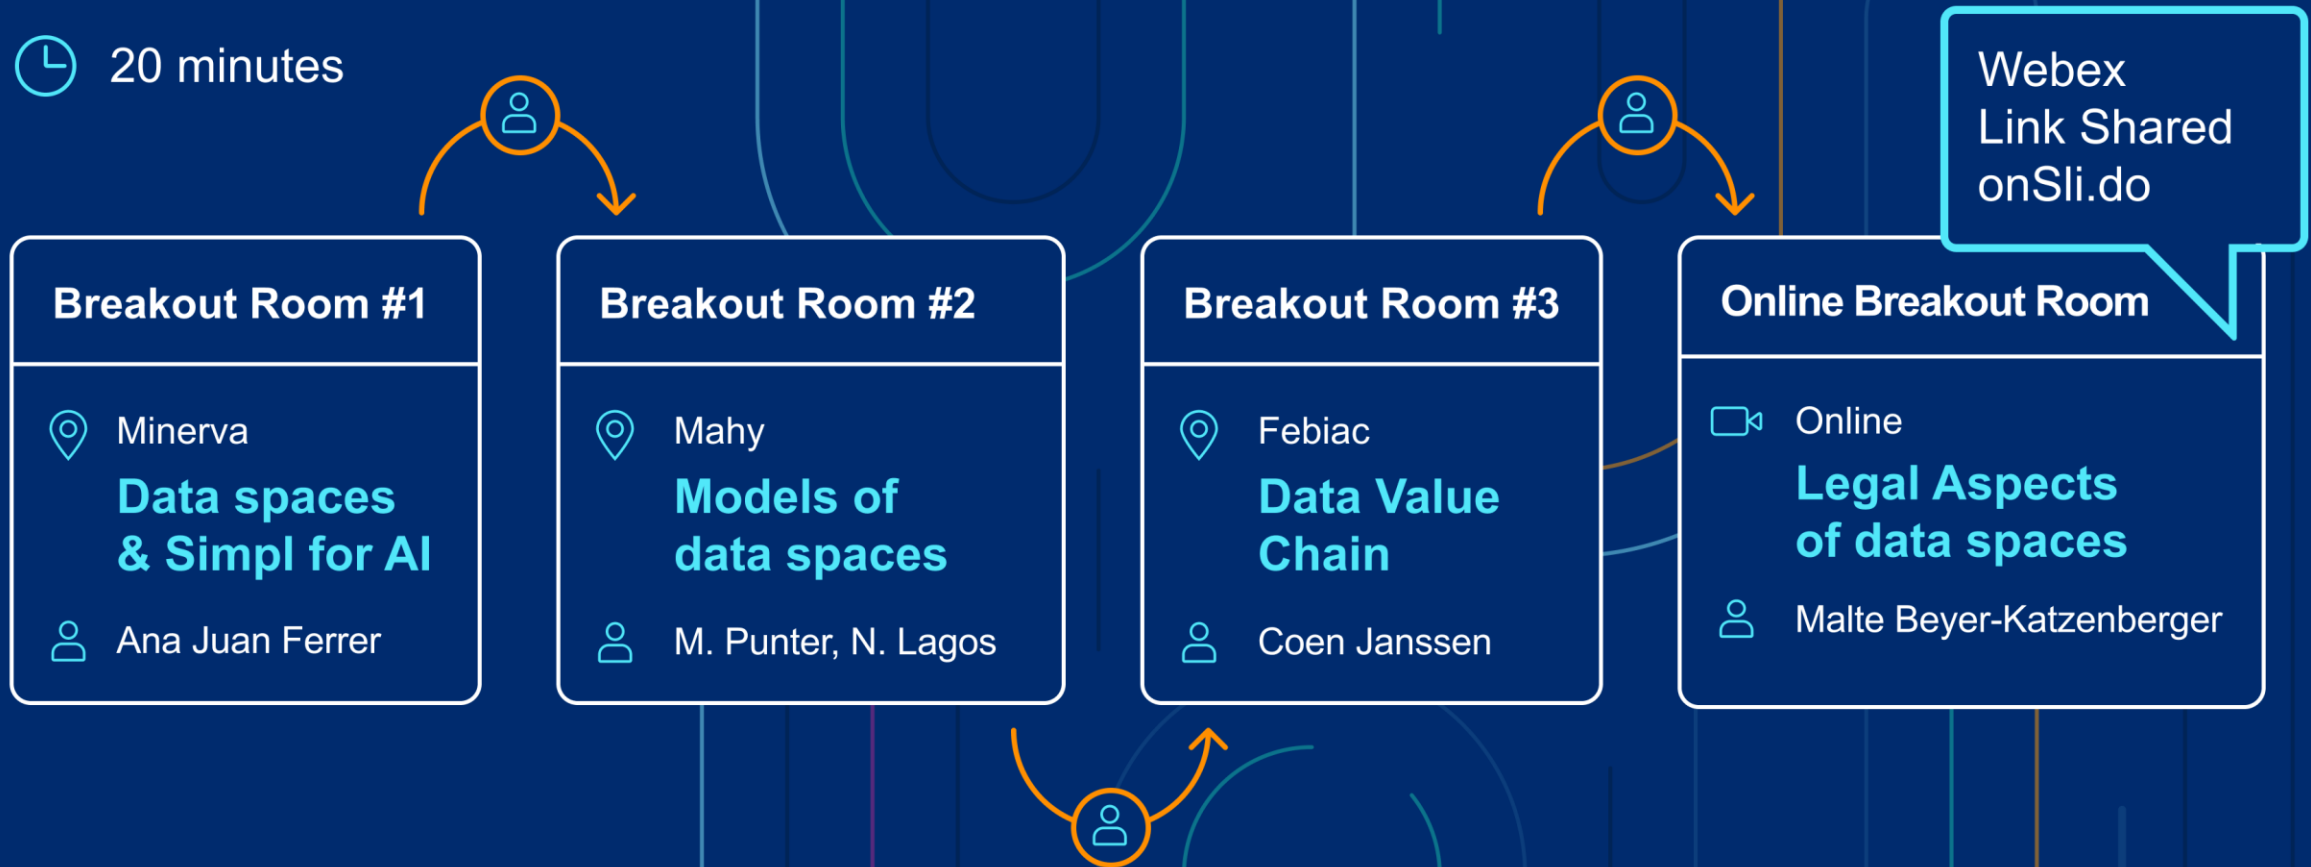 20 minutes
Webex
Link Shared
onSli.do
Breakout Room #1
Minerva
Data spaces
& Simpl for AI
Ana Juan Ferrer
Breakout Room #2
Mahy
Models of
data spaces
M. Punter, N. Lagos
Breakout Room #3
Febiac
Data Value
Chain
Coen Janssen
Online Breakout Room
Online
Legal Aspects
of data spaces
Malte Beyer-Katzenberger